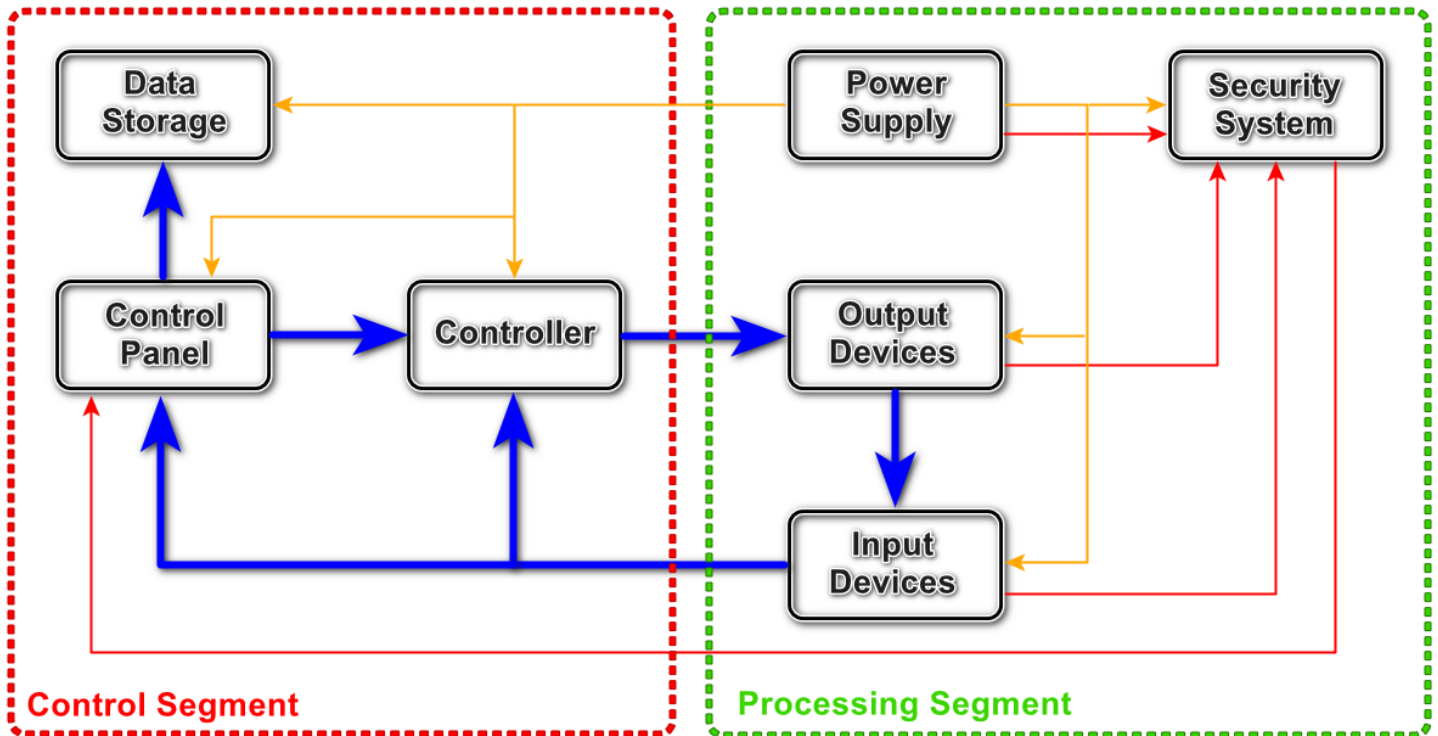 Data
Storage
Power
Supply
Security
System
Control
Panel
Controller
Output
Devices
Input
Devices
Control Segment
Processing Segment